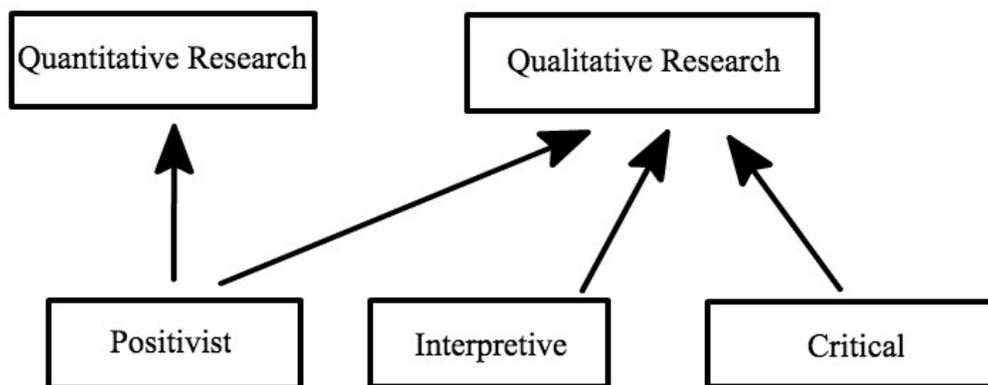 Quantitative Research
Qualitative Research
Positivist
Interpretive
Critical